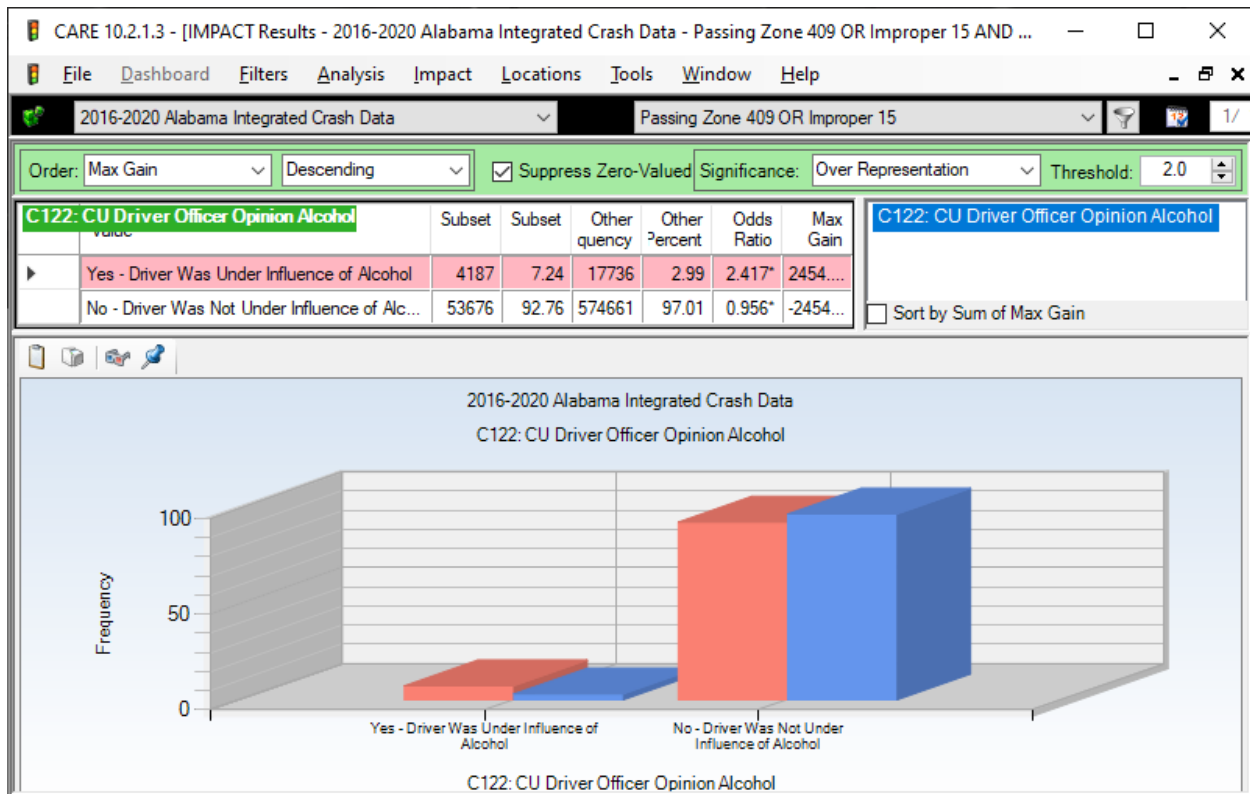 CARE 10.2.1.3 - [IMPACT Results - 2016-2020 Alabama Integrated Crash Data - Passing Zone 409 OR Improper 15 AND ...
File Dashboard Filters Analysis Impact Locations Tools Window Help
2016-2020 Alabama Integrated Crash Data Passing Zone 409 OR Improper 15 12 1/
Order: Max Gain Descending Suppress Zero-Valued Significance: Over Representation Threshold: 2.0
C122: CU Driver Officer Opinion Alcohol Subset Subset Other Other Odds Max C122: CU Driver Officer Opinion Alcohol
Value quency Percent Ratio Gain
Yes - Driver Was Under Influence of Alcohol 4187 7.24 17736 2.99 2.417* 2454....
No - Driver Was Not Under Influence of Alc... 53676 92.76 574661 97.01 0.956* -2454... Sort by Sum of Max Gain
2016-2020 Alabama Integrated Crash Data
C122: CU Driver Officer Opinion Alcohol
100
50
0
Frequency
Yes - Driver Was Under Influence of No - Driver Was Not Under
Alcohol Influence of Alcohol
C122: CU Driver Officer Opinion Alcohol